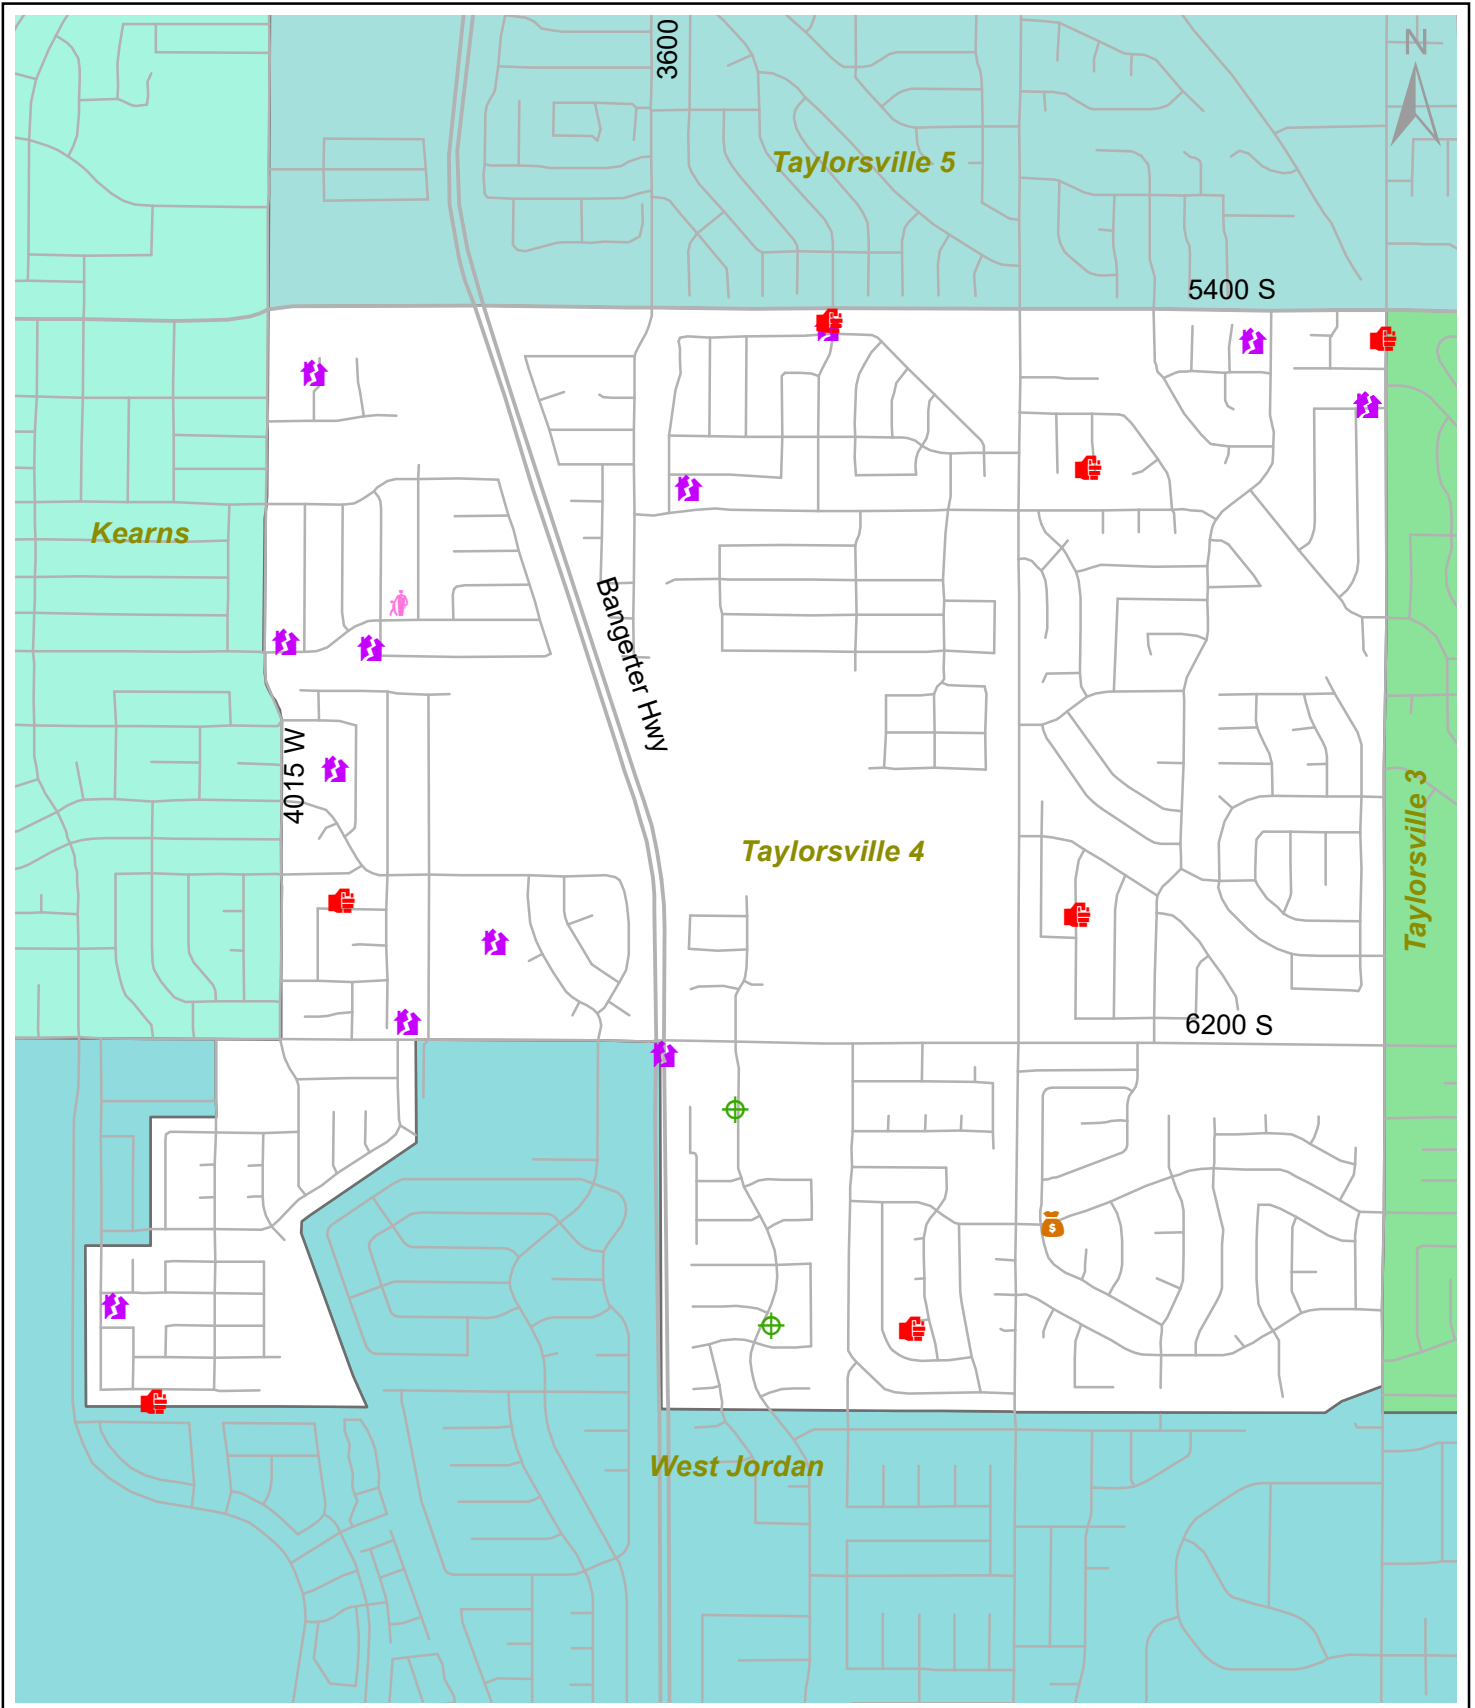 3600
N
Taylorsville 5
5400 S
Kearns
Bangerter Hwy
4015 W
Taylorsville 4
Taylorsville 3
6200 S
West Jordan